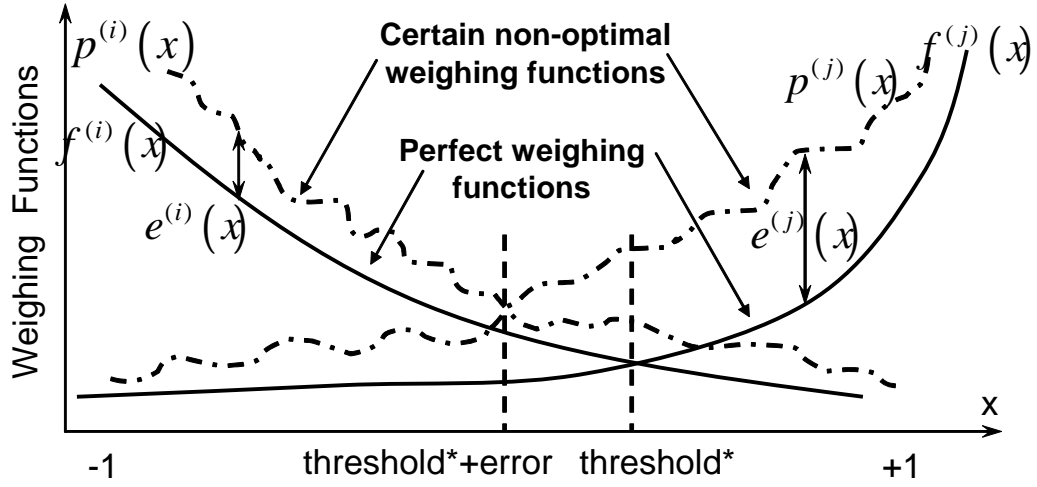 p^(i)(x)
Certain non-optimal
weighing functions
f^(j)(x)
p^(j)(x)
f^(i)(x)
Perfect weighing
functions
e^(i)(x)
e^(j)(x)
Weighing Functions
x
-1
threshold*+error
threshold*
+1